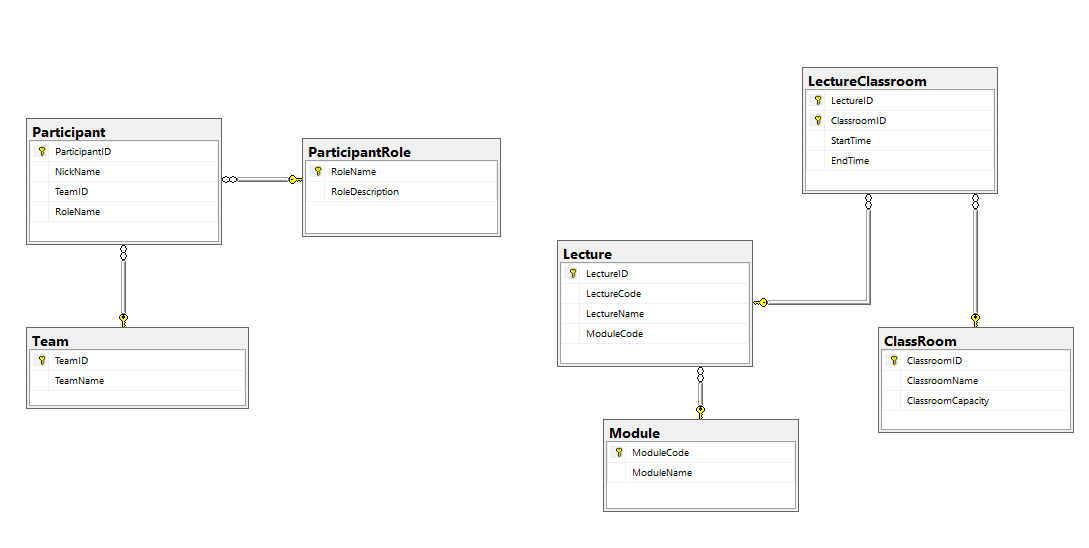 Participant
ParticipantID
NickName
TeamID
RoleName
ParticipantRole
RoleName
RoleDescription
Team
TeamID
TeamName
LectureClassroom
LectureID
ClassroomID
StartTime
EndTime
Lecture
LectureID
LectureCode
LectureName
ModuleCode
ClassRoom
ClassroomID
ClassroomName
ClassroomCapacity
Module
ModuleCode
ModuleName